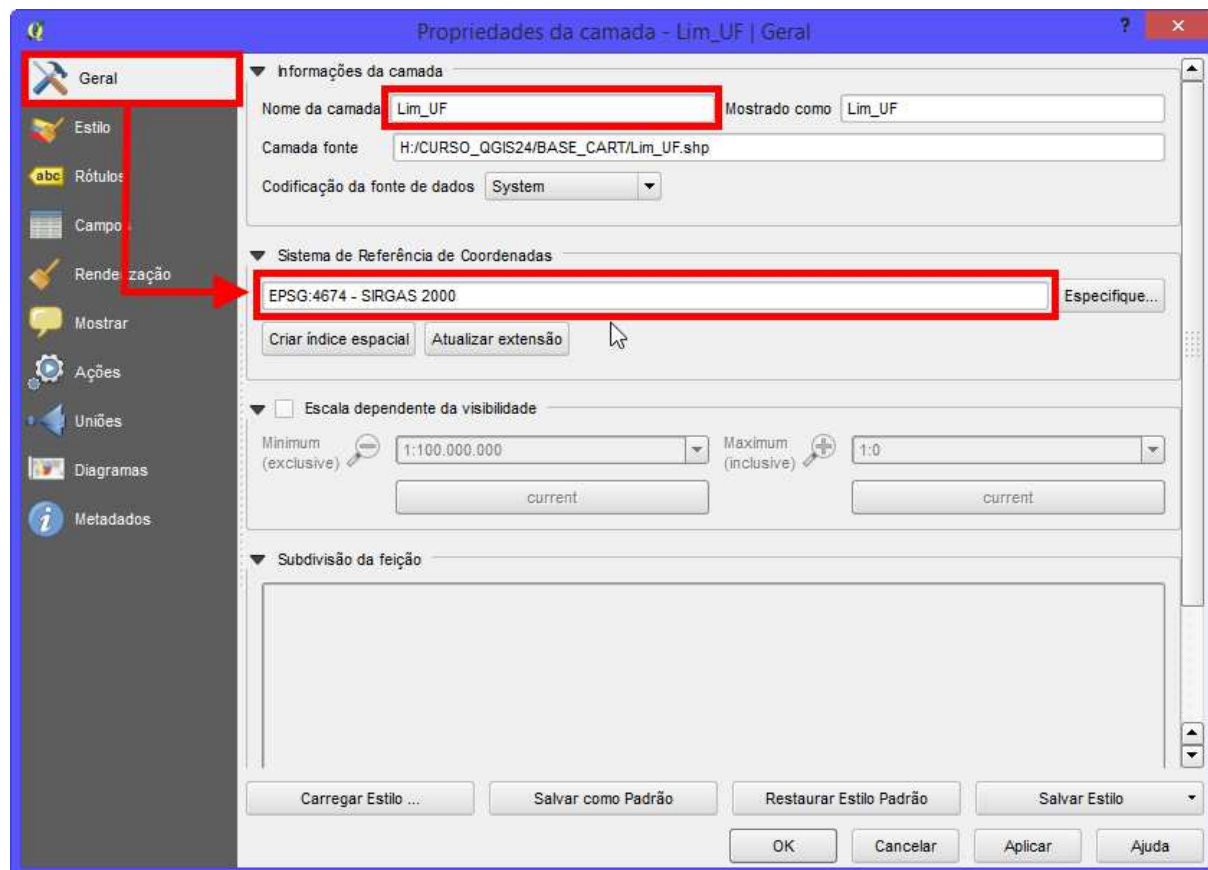 Propriedades da camada - Lim_UF | Geral
?
Geral
Estilo
abc Rótulos
Campos
Renderização
Mostrar
Ações
Uniões
Diagramas
Metadados
Informações da camada
Nome da camada Lim_UF Mostrado como Lim_UF
Camada fonte H:/CURSO_QGIS24/BASE_CART/Lim_UF.shp
Codificação da fonte de dados System
Sistema de Referência de Coordenadas
EPSG:4674 - SIRGAS 2000 Especifique...
Criar índice espacial Atualizar extensão
Escala dependente da visibilidade
Minimum (exclusive) 1:100.000.000 Maximum (inclusive) 1:0
current current
Subdivisão da feição
Carregar Estilo ... Salvar como Padrão Restaurar Estilo Padrão Salvar Estilo
OK Cancelar Aplicar Ajuda